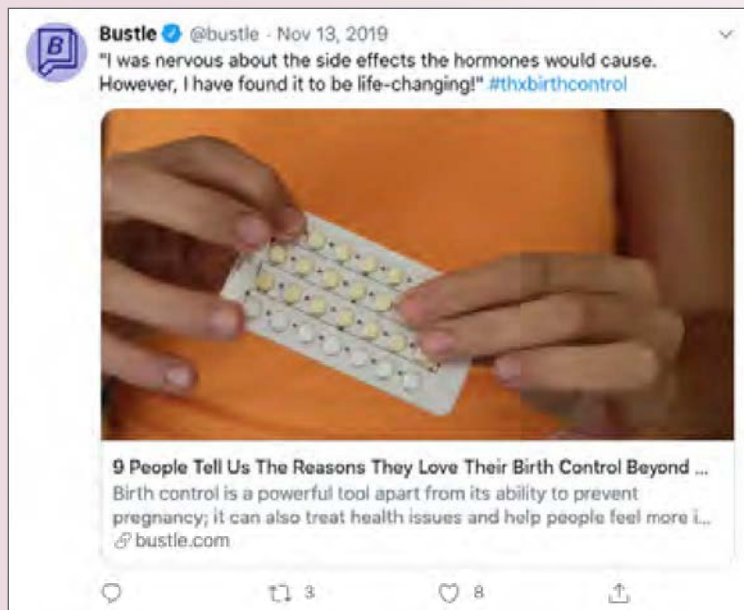 Bustle @bustle · Nov 13, 2019
"I was nervous about the side effects the hormones would cause.
However, I have found it to be life-changing!" #thxbirthcontrol
9 People Tell Us The Reasons They Love Their Birth Control Beyond ...
Birth control is a powerful tool apart from its ability to prevent
pregnancy; it can also treat health issues and help people feel more i...
bustle.com
3 8